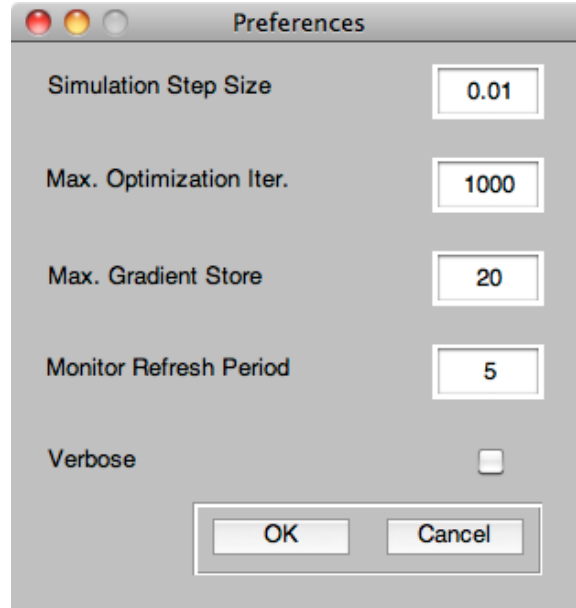 Preferences
Simulation Step Size 0.01
Max. Optimization Iter. 1000
Max. Gradient Store 20
Monitor Refresh Period 5
Verbose
OK Cancel